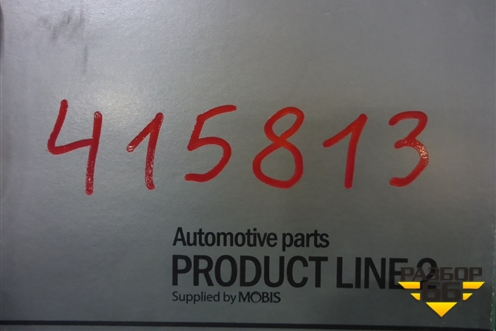 415813
Automotive parts
PRODUCT LINE 2
Supplied by MOBIS
РАЗБОР
66